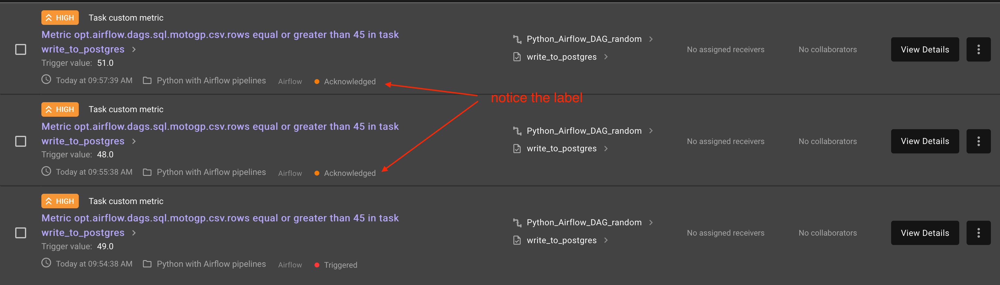 HIGH Task custom metric
Metric opt.airflow.dags.sql.motogp.csv.rows equal or greater than 45 in task
write_to_postgres
Trigger value: 51.0
Today at 09:57:39 AM Python with Airflow pipelines Airflow Acknowledged
Python_Airflow_DAG_random
write_to_postgres
No assigned receivers
No collaborators
View Details
notice the label
HIGH Task custom metric
Metric opt.airflow.dags.sql.motogp.csv.rows equal or greater than 45 in task
write_to_postgres
Trigger value: 48.0
Today at 09:55:38 AM Python with Airflow pipelines Airflow Acknowledged
Python_Airflow_DAG_random
write_to_postgres
No assigned receivers
No collaborators
View Details
HIGH Task custom metric
Metric opt.airflow.dags.sql.motogp.csv.rows equal or greater than 45 in task
write_to_postgres
Trigger value: 49.0
Today at 09:54:38 AM Python with Airflow pipelines Airflow Triggered
Python_Airflow_DAG_random
write_to_postgres
No assigned receivers
No collaborators
View Details